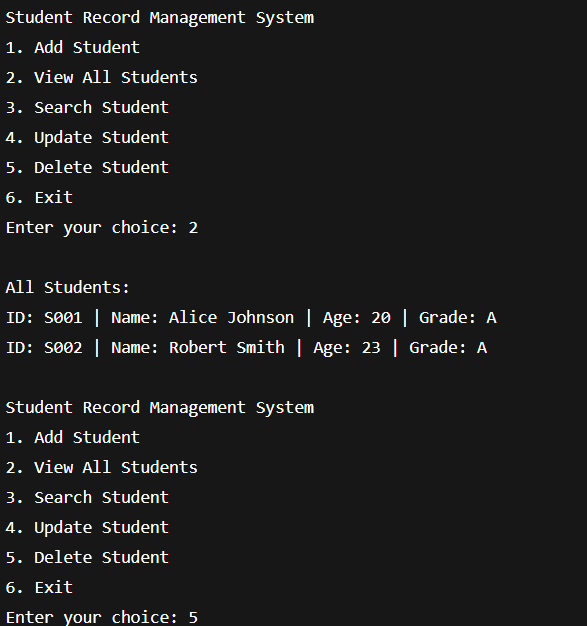 Student Record Management System
1. Add Student
2. View All Students
3. Search Student
4. Update Student
5. Delete Student
6. Exit
Enter your choice: 2
All Students:
ID: S001 | Name: Alice Johnson | Age: 20 | Grade: A
ID: S002 | Name: Robert Smith | Age: 23 | Grade: A
Student Record Management System
1. Add Student
2. View All Students
3. Search Student
4. Update Student
5. Delete Student
6. Exit
Enter your choice: 5